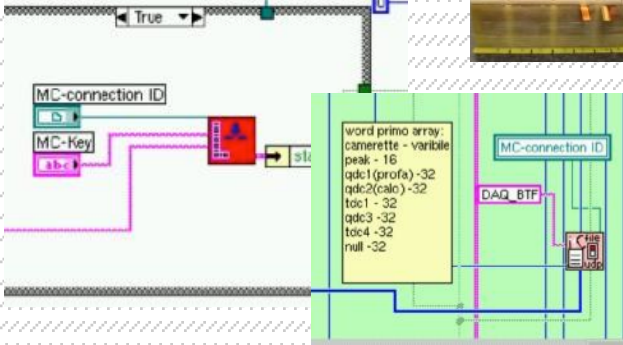 True
MC-connection ID
MC-Key
abc
sta
word primo array:
camerette - varibile
peak - 16
qdc1(profa) -32
qdc2(calo) -32
tdc1 - 32
qdc3 -32
tdc4 -32
null -32
MC-connection ID
DAQ_BTF
file
udp